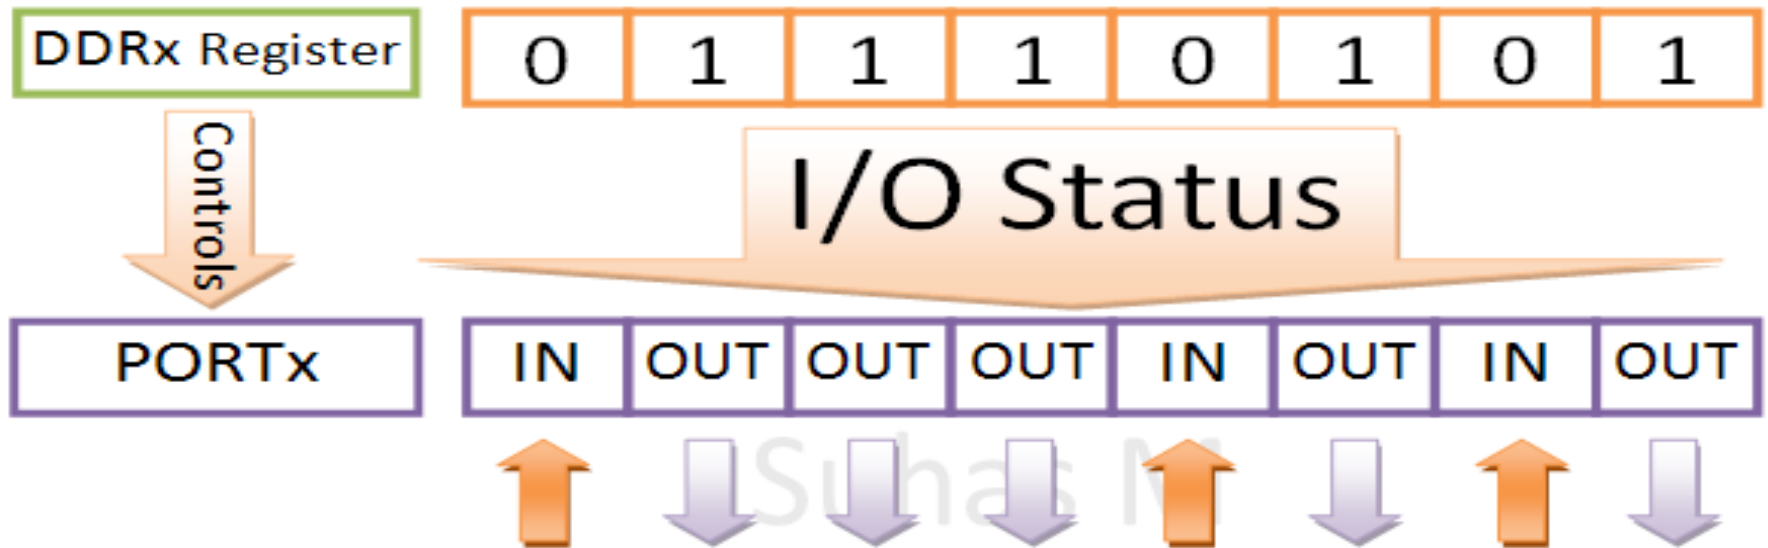 DDRx Register 0 1 1 1 0 1 0 1
Controls
I/O Status
PORTx IN OUT OUT OUT IN OUT IN OUT
Suhas M